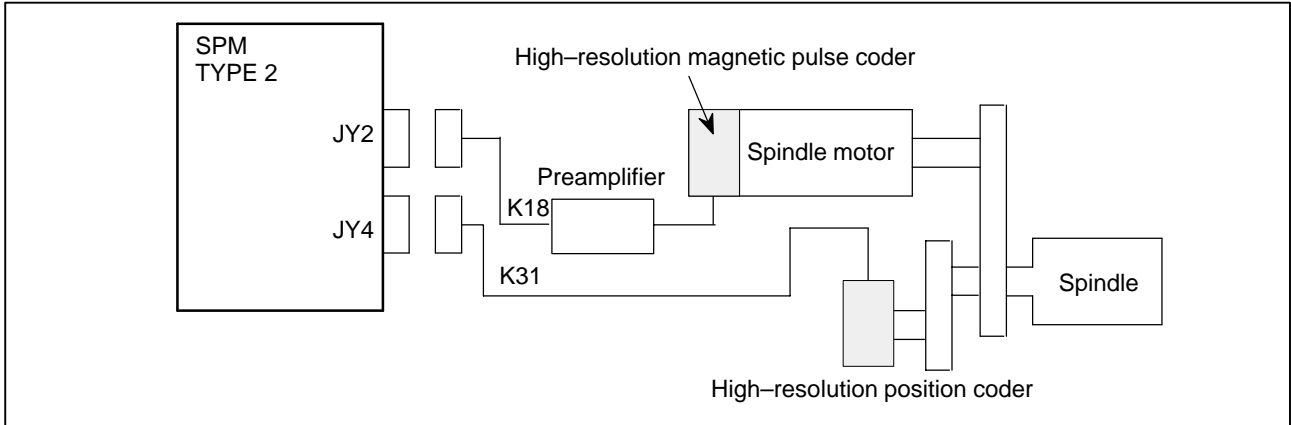 SPM
TYPE 2
High–resolution magnetic pulse coder
JY2
Spindle motor
Preamplifier
K18
JY4
K31
Spindle
High–resolution position coder